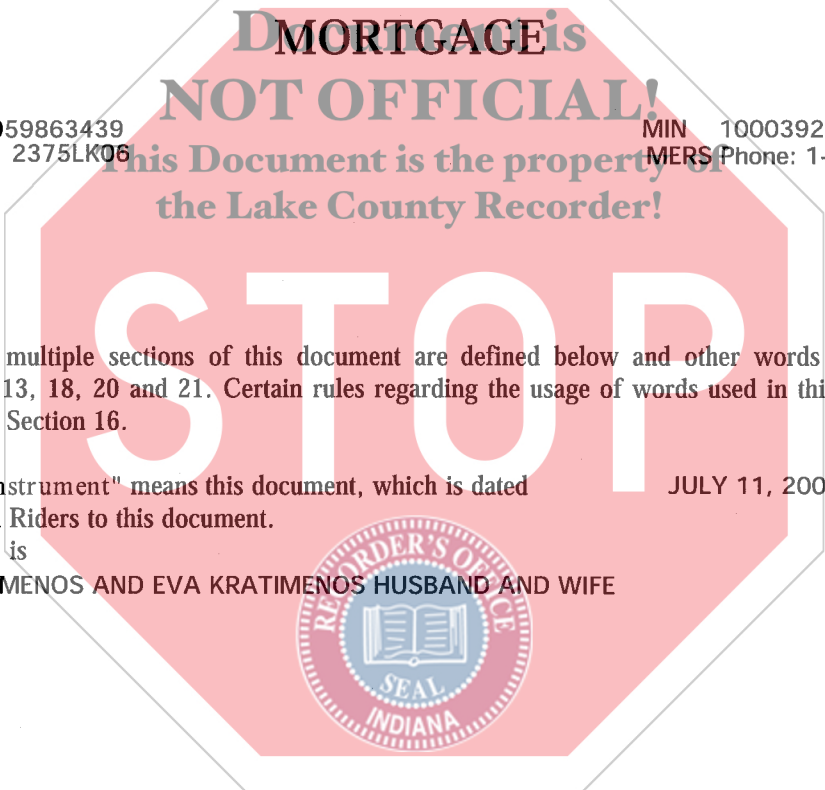 Document is
MORTGAGE
NOT OFFICIAL!
059863439 MIN 1000392
2375LK06 MERS Phone: 1-
This Document is the property of
the Lake County Recorder!
STOP
multiple sections of this document are defined below and other words
13, 18, 20 and 21. Certain rules regarding the usage of words used in thi
Section 16.
nstrument" means this document, which is dated JULY 11, 200
Riders to this document.
is
MENOS AND EVA KRATIMENOS HUSBAND AND WIFE
RECORDER'S OFFICE
SEAL
INDIANA